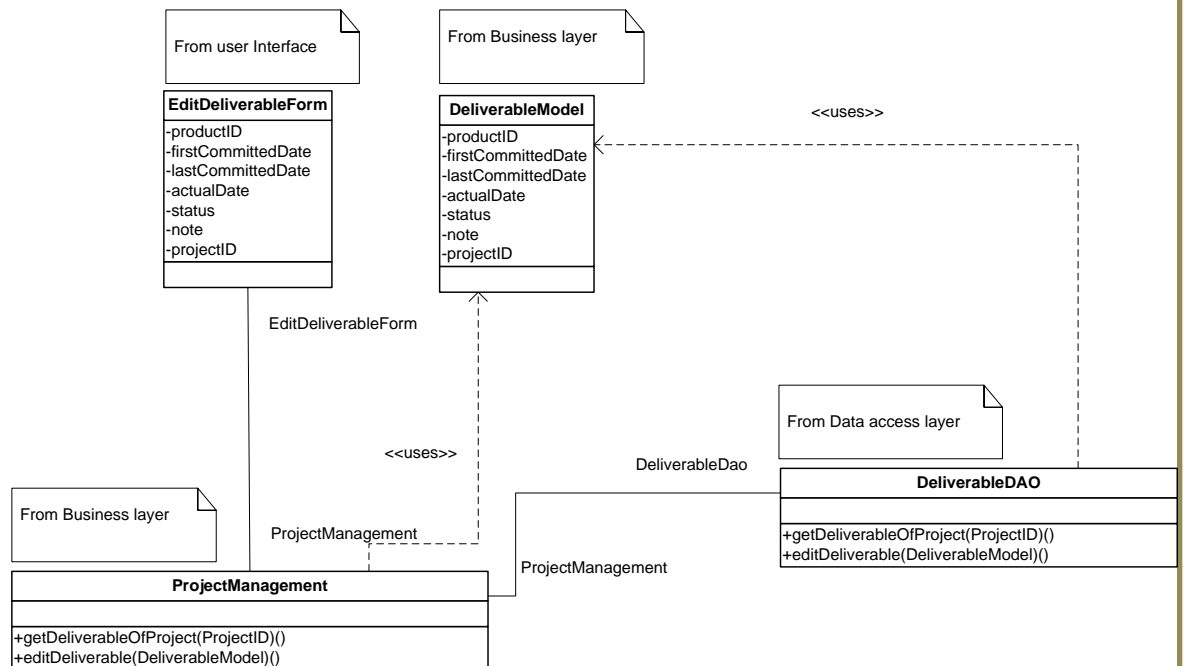 From user Interface
From Business layer
EditDeliverableForm
-productID
-firstCommittedDate
-lastCommittedDate
-actualDate
-status
-note
-projectID
DeliverableModel
-productID
-firstCommittedDate
-lastCommittedDate
-actualDate
-status
-note
-projectID
<<uses>>
EditDeliverableForm
From Data access layer
<<uses>>
DeliverableDao
DeliverableDAO
+getDeliverableOfProject(ProjectID)()
+editDeliverable(DeliverableModel)()
From Business layer
ProjectManagement
ProjectManagement
ProjectManagement
+getDeliverableOfProject(ProjectID)()
+editDeliverable(DeliverableModel)()